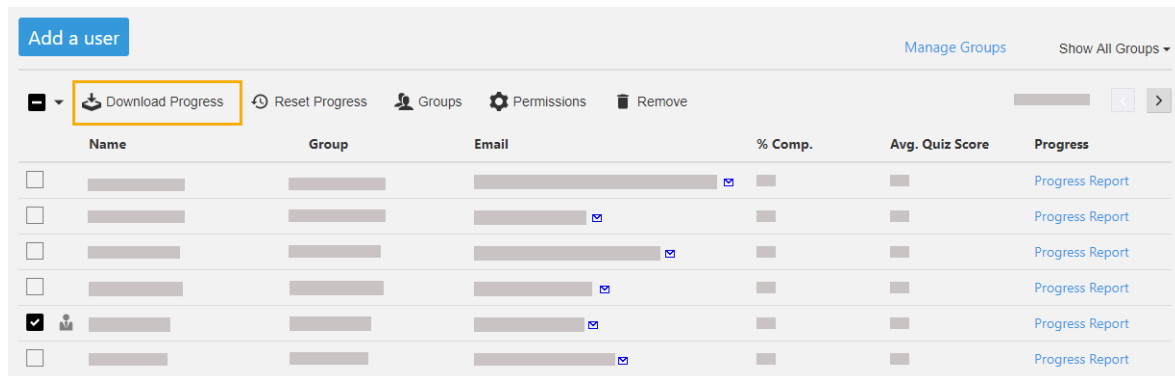 Add a user
Manage Groups Show All Groups
Download Progress Reset Progress Groups Permissions Remove
Name Group Email % Comp. Avg. Quiz Score Progress
Progress Report
Progress Report
Progress Report
Progress Report
Progress Report
Progress Report